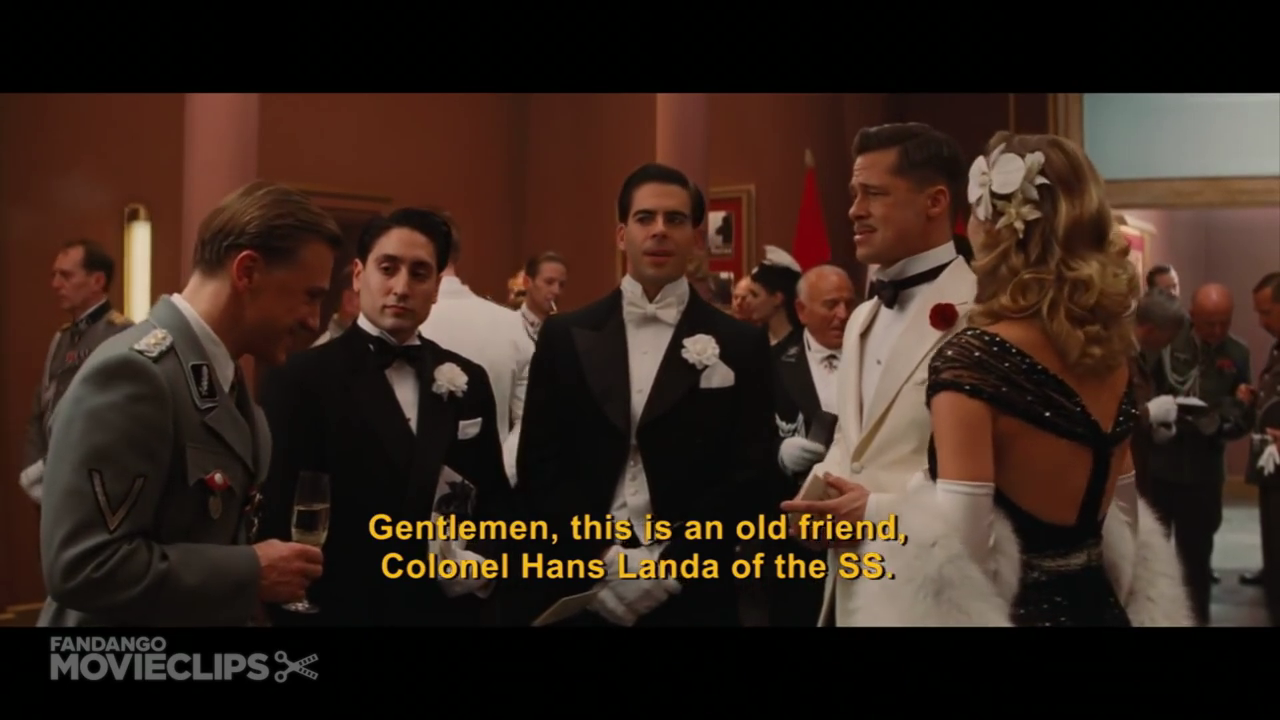 Gentlemen, this is an old friend,
Colonel Hans Landa of the SS.
FANDANGO
MOVIECLIPS